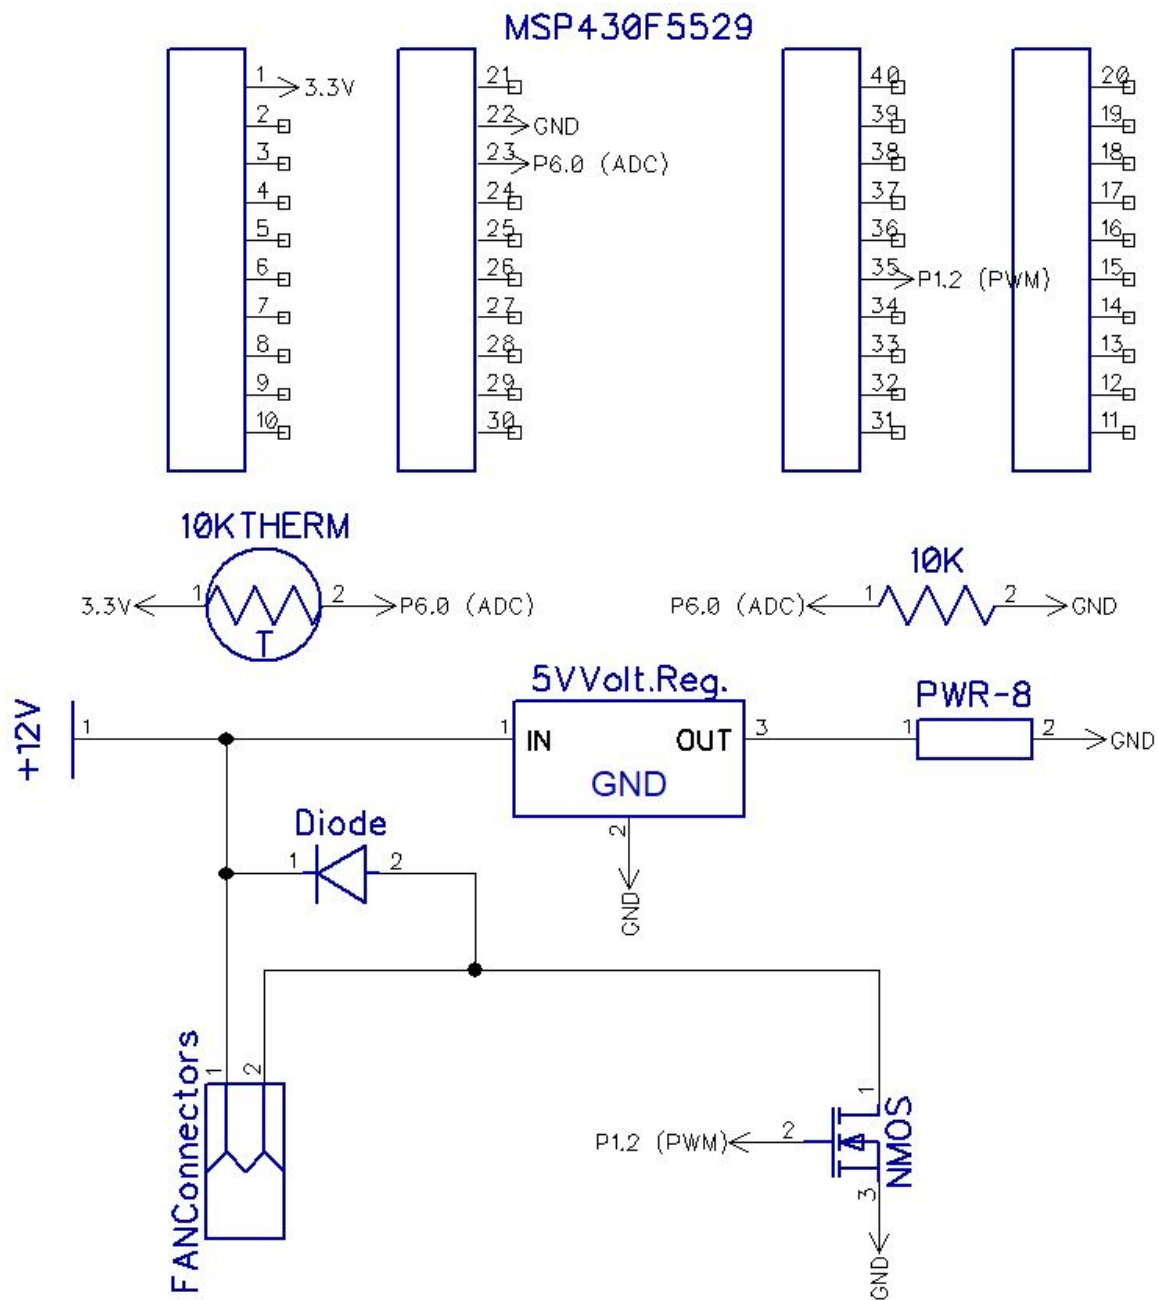 MSP430F5529
1 3.3V
2
3
4
5
6
7
8
9
10
21
22 GND
23 P6.0 (ADC)
24
25
26
27
28
29
30
40
39
38
37
36
35 P1.2 (PWM)
34
33
32
31
20
19
18
17
16
15
14
13
12
11
10KTHERM
3.3V 1 2 P6.0 (ADC)
T
10K
P6.0 (ADC) 1 2 GND
+12V 1
5VVolt.Reg.
1 IN OUT 3
GND
2
GND
PWR-8
1 2 GND
Diode
1 2
FANConnectors
1 2
P1.2 (PWM) 2
1
NMOS
3
GND